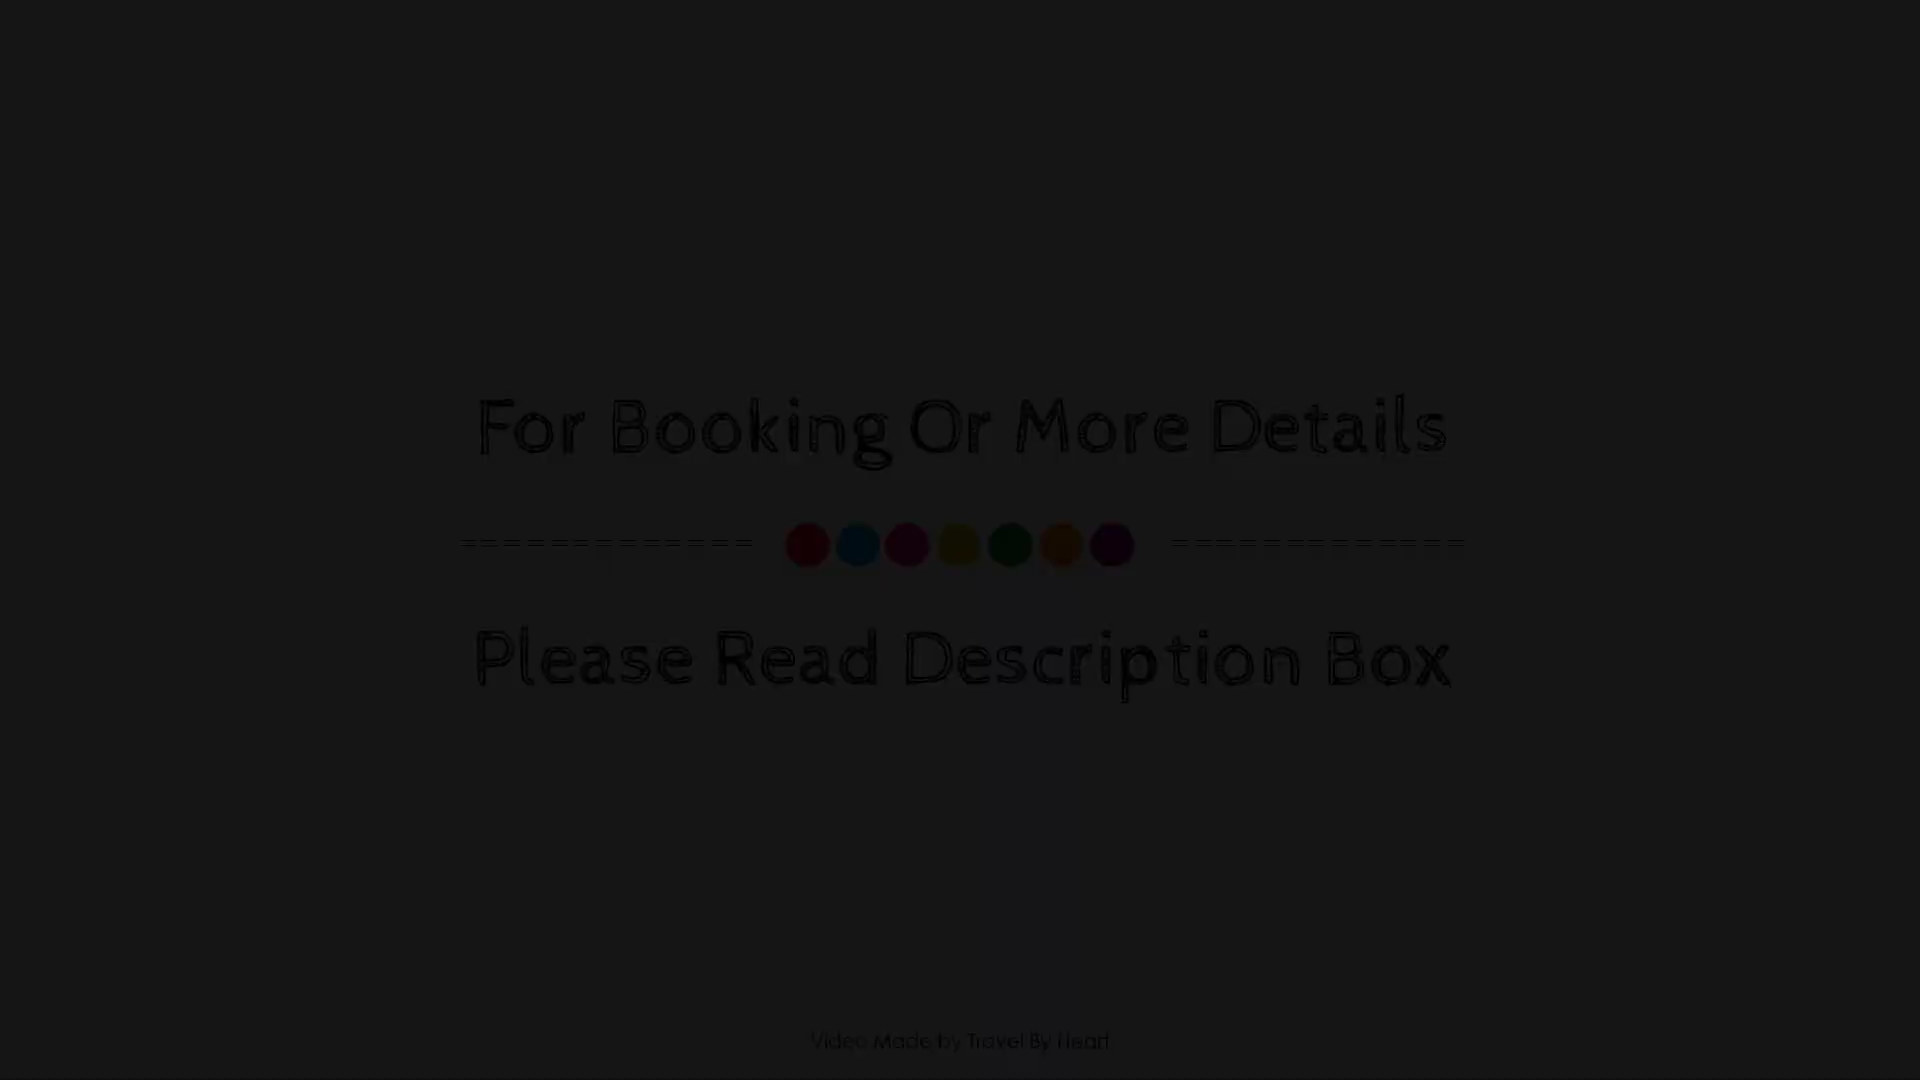 For Booking Or More Details
============= =============
Please Read Description Box
Video Made by Travel By Heart